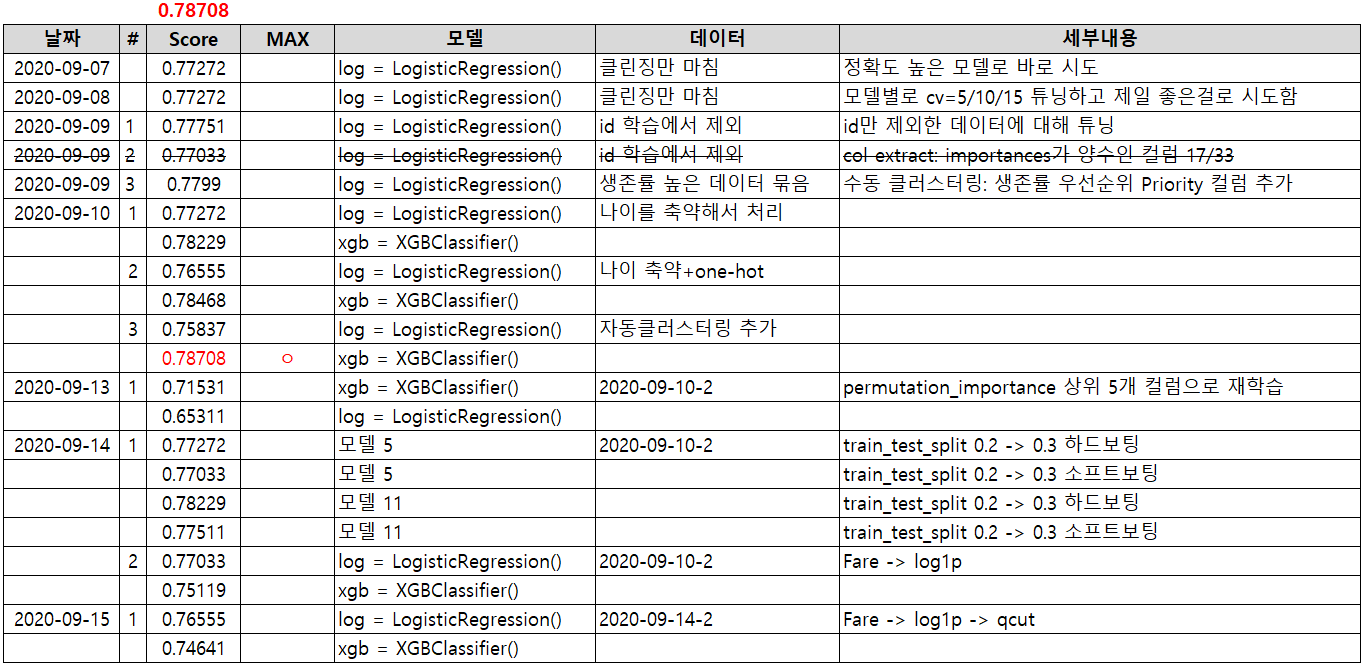 0.78708
날짜 # Score MAX 모델 데이터 세부내용
2020-09-07 0.77272 log = LogisticRegression() 클린징만 마침 정확도 높은 모델로 바로 시도
2020-09-08 0.77272 log = LogisticRegression() 클린징만 마침 모델별로 cv=5/10/15 튜닝하고 제일 좋은걸로 시도함
2020-09-09 1 0.77751 log = LogisticRegression() id 학습에서 제외 id만 제외한 데이터에 대해 튜닝
2020-09-09 2 0.77033 log = LogisticRegression() id 학습에서 제외 col extract: importances가 양수인 컬럼 17/33
2020-09-09 3 0.7799 log = LogisticRegression() 생존률 높은 데이터 묶음 수동 클러스터링: 생존률 우선순위 Priority 컬럼 추가
2020-09-10 1 0.77272 log = LogisticRegression() 나이를 축약해서 처리
0.78229 xgb = XGBClassifier()
2 0.76555 log = LogisticRegression() 나이 축약+one-hot
0.78468 xgb = XGBClassifier()
3 0.75837 log = LogisticRegression() 자동클러스터링 추가
0.78708 ㅇ xgb = XGBClassifier()
2020-09-13 1 0.71531 xgb = XGBClassifier() 2020-09-10-2 permutation_importance 상위 5개 컬럼으로 재학습
0.65311 log = LogisticRegression()
2020-09-14 1 0.77272 모델 5 2020-09-10-2 train_test_split 0.2 -> 0.3 하드보팅
0.77033 모델 5 train_test_split 0.2 -> 0.3 소프트보팅
0.78229 모델 11 train_test_split 0.2 -> 0.3 하드보팅
0.77511 모델 11 train_test_split 0.2 -> 0.3 소프트보팅
2 0.77033 log = LogisticRegression() 2020-09-10-2 Fare -> log1p
0.75119 xgb = XGBClassifier()
2020-09-15 1 0.76555 log = LogisticRegression() 2020-09-14-2 Fare -> log1p -> qcut
0.74641 xgb = XGBClassifier()